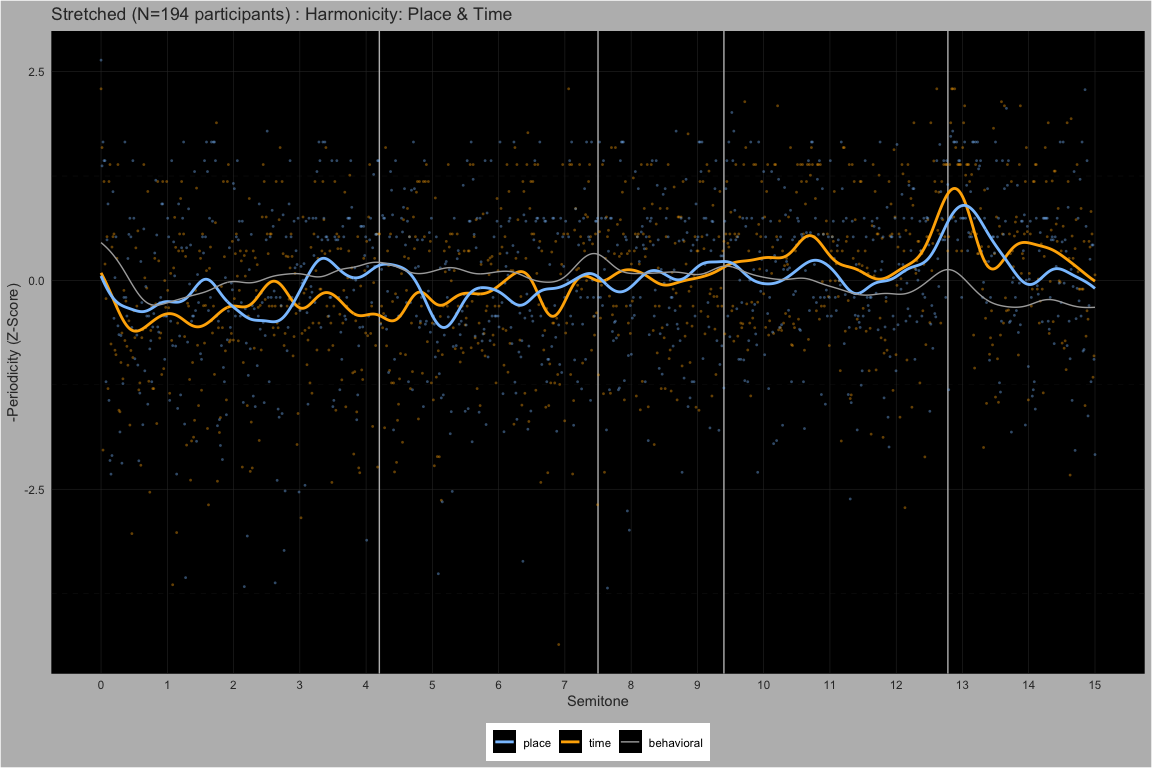 Stretched (N=194 participants) : Harmonicity: Place & Time
-Periodicity (Z-Score)
2.5
0.0
-2.5
0 1 2 3 4 5 6 7 8 9 10 11 12 13 14 15
Semitone
place time behavioral